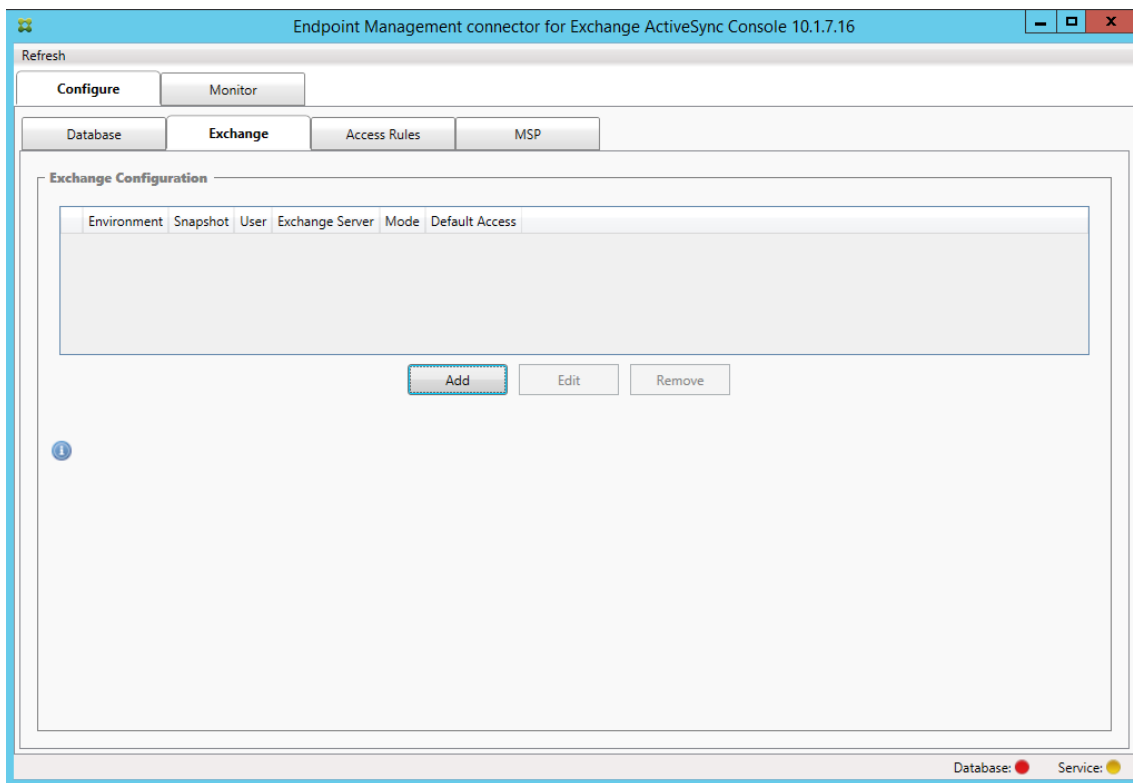 Endpoint Management connector for Exchange ActiveSync Console 10.1.7.16
Refresh
Configure Monitor
Database Exchange Access Rules MSP
Exchange Configuration
Environment Snapshot User Exchange Server Mode Default Access
Add Edit Remove
Database: Service: